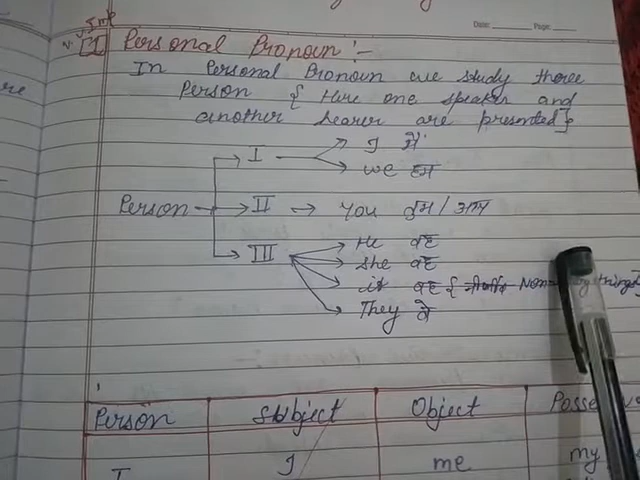 Date: Page:
V.V.Imp
[1] Personal Pronoun :-
In Personal Pronoun we study three
Person { Here one speaker and
another hearer are presented}
I I मैं
we हम
Person II You तुम / आप
III He वह
She वह
it वह { Non things
They वे
Person Subject Object Posse
I I me my